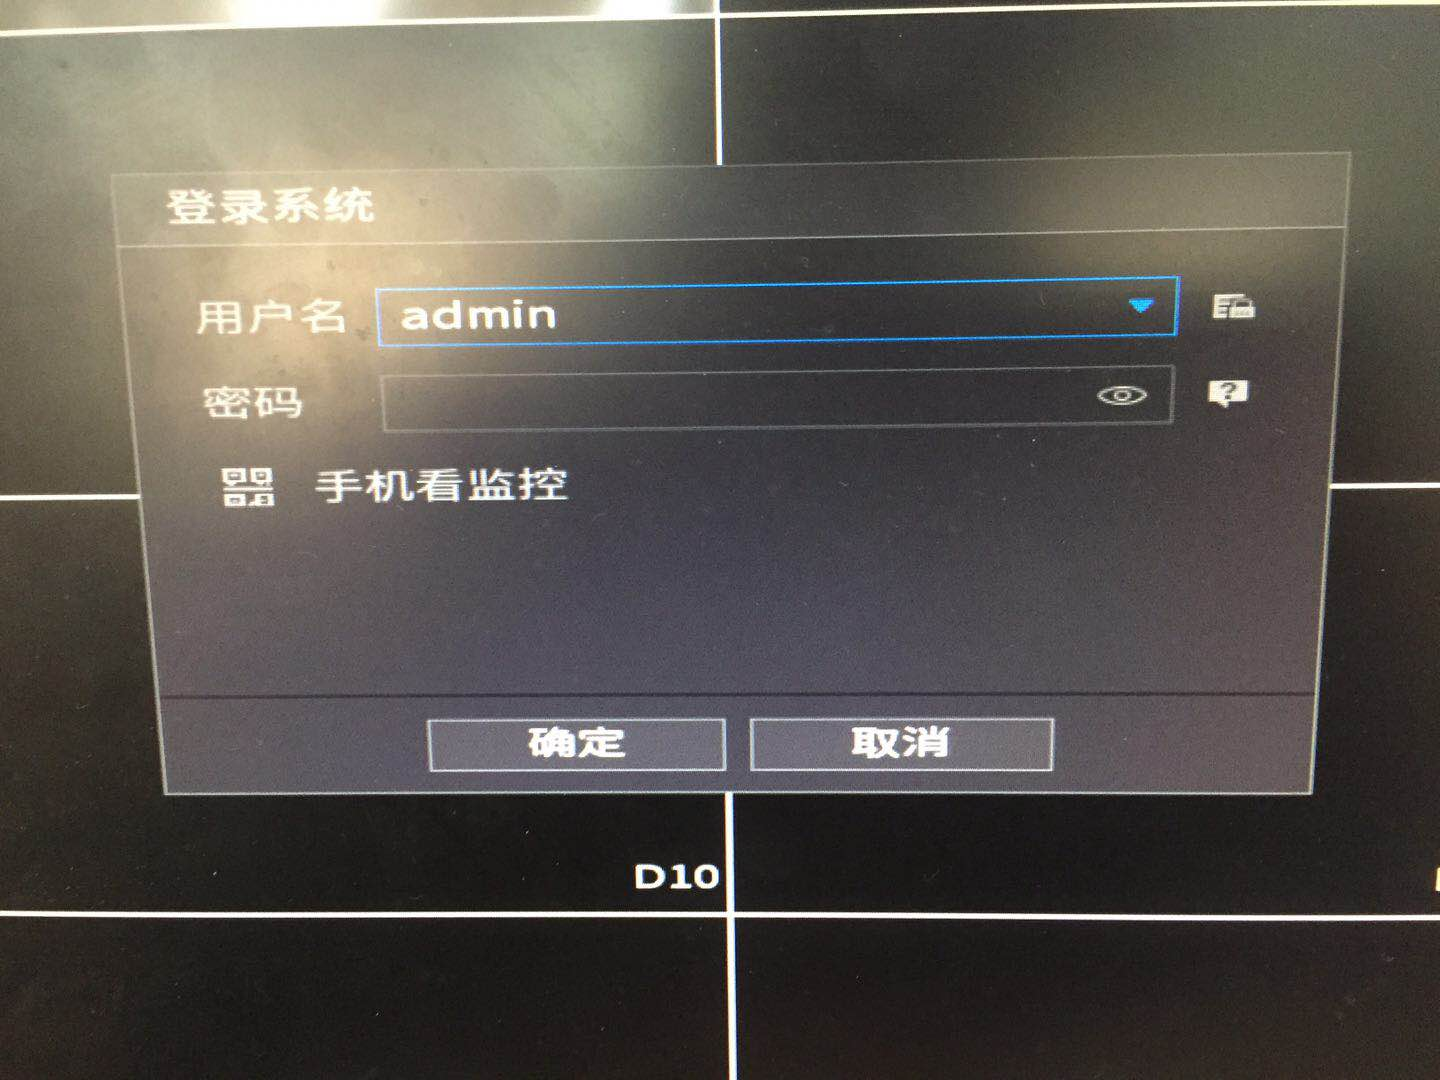 登录系统
用户名 admin
密码
手机看监控
确定 取消
D10